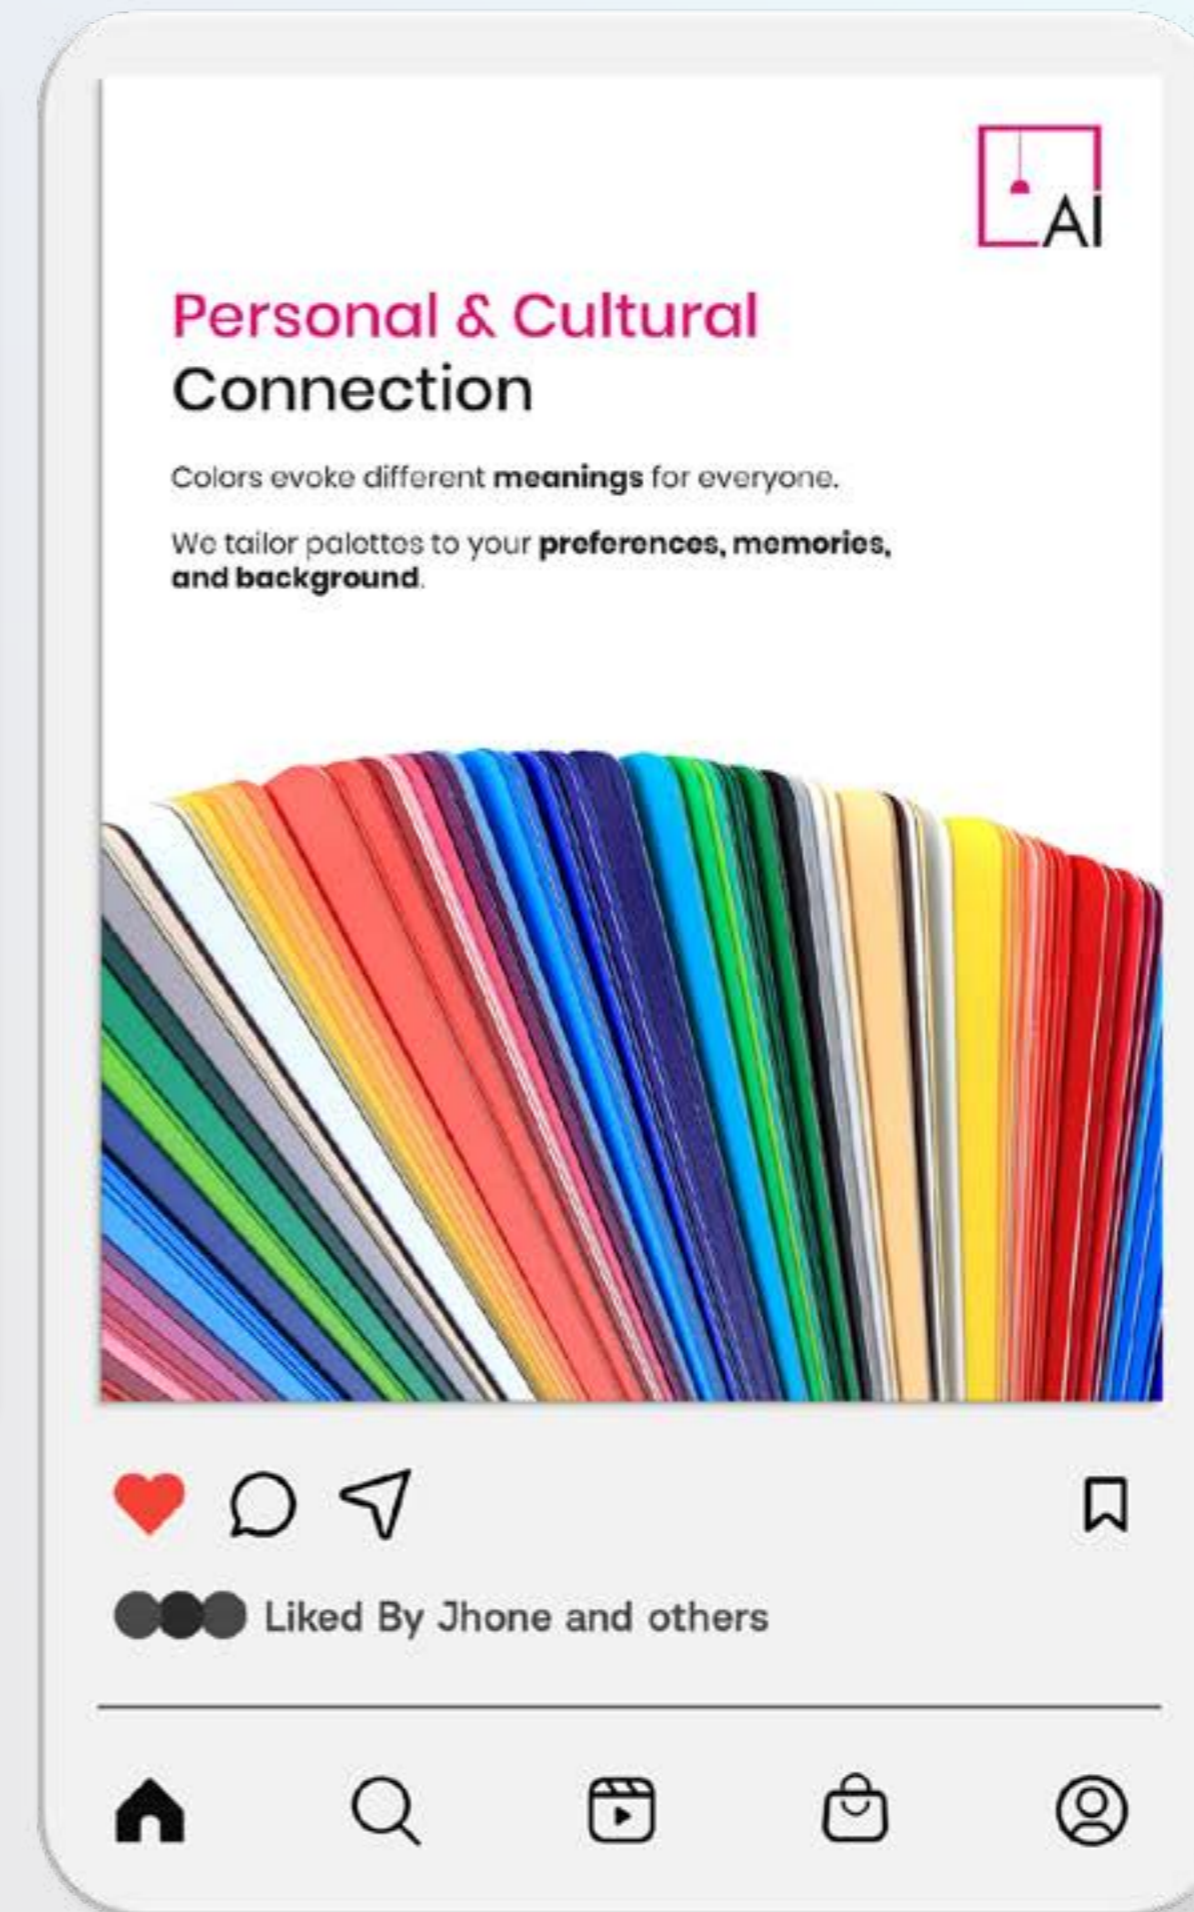 AI
Personal & Cultural
Connection
Colors evoke different meanings for everyone.
We tailor palettes to your preferences, memories,
and background.
Liked By Jhone and others